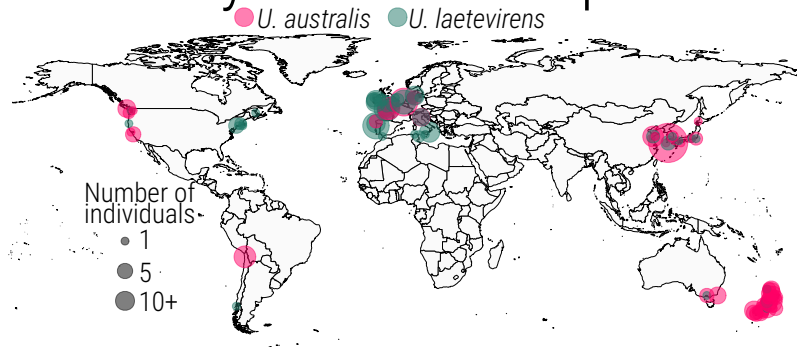 U. australis U. laetevirens
Number of
individuals
1
5
10+